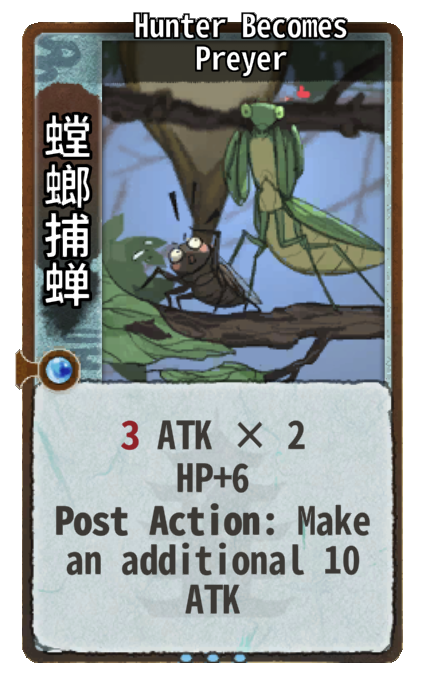 Hunter Becomes
Preyer
螳螂捕蝉
3 ATK × 2
HP+6
Post Action: Make
an additional 10
ATK